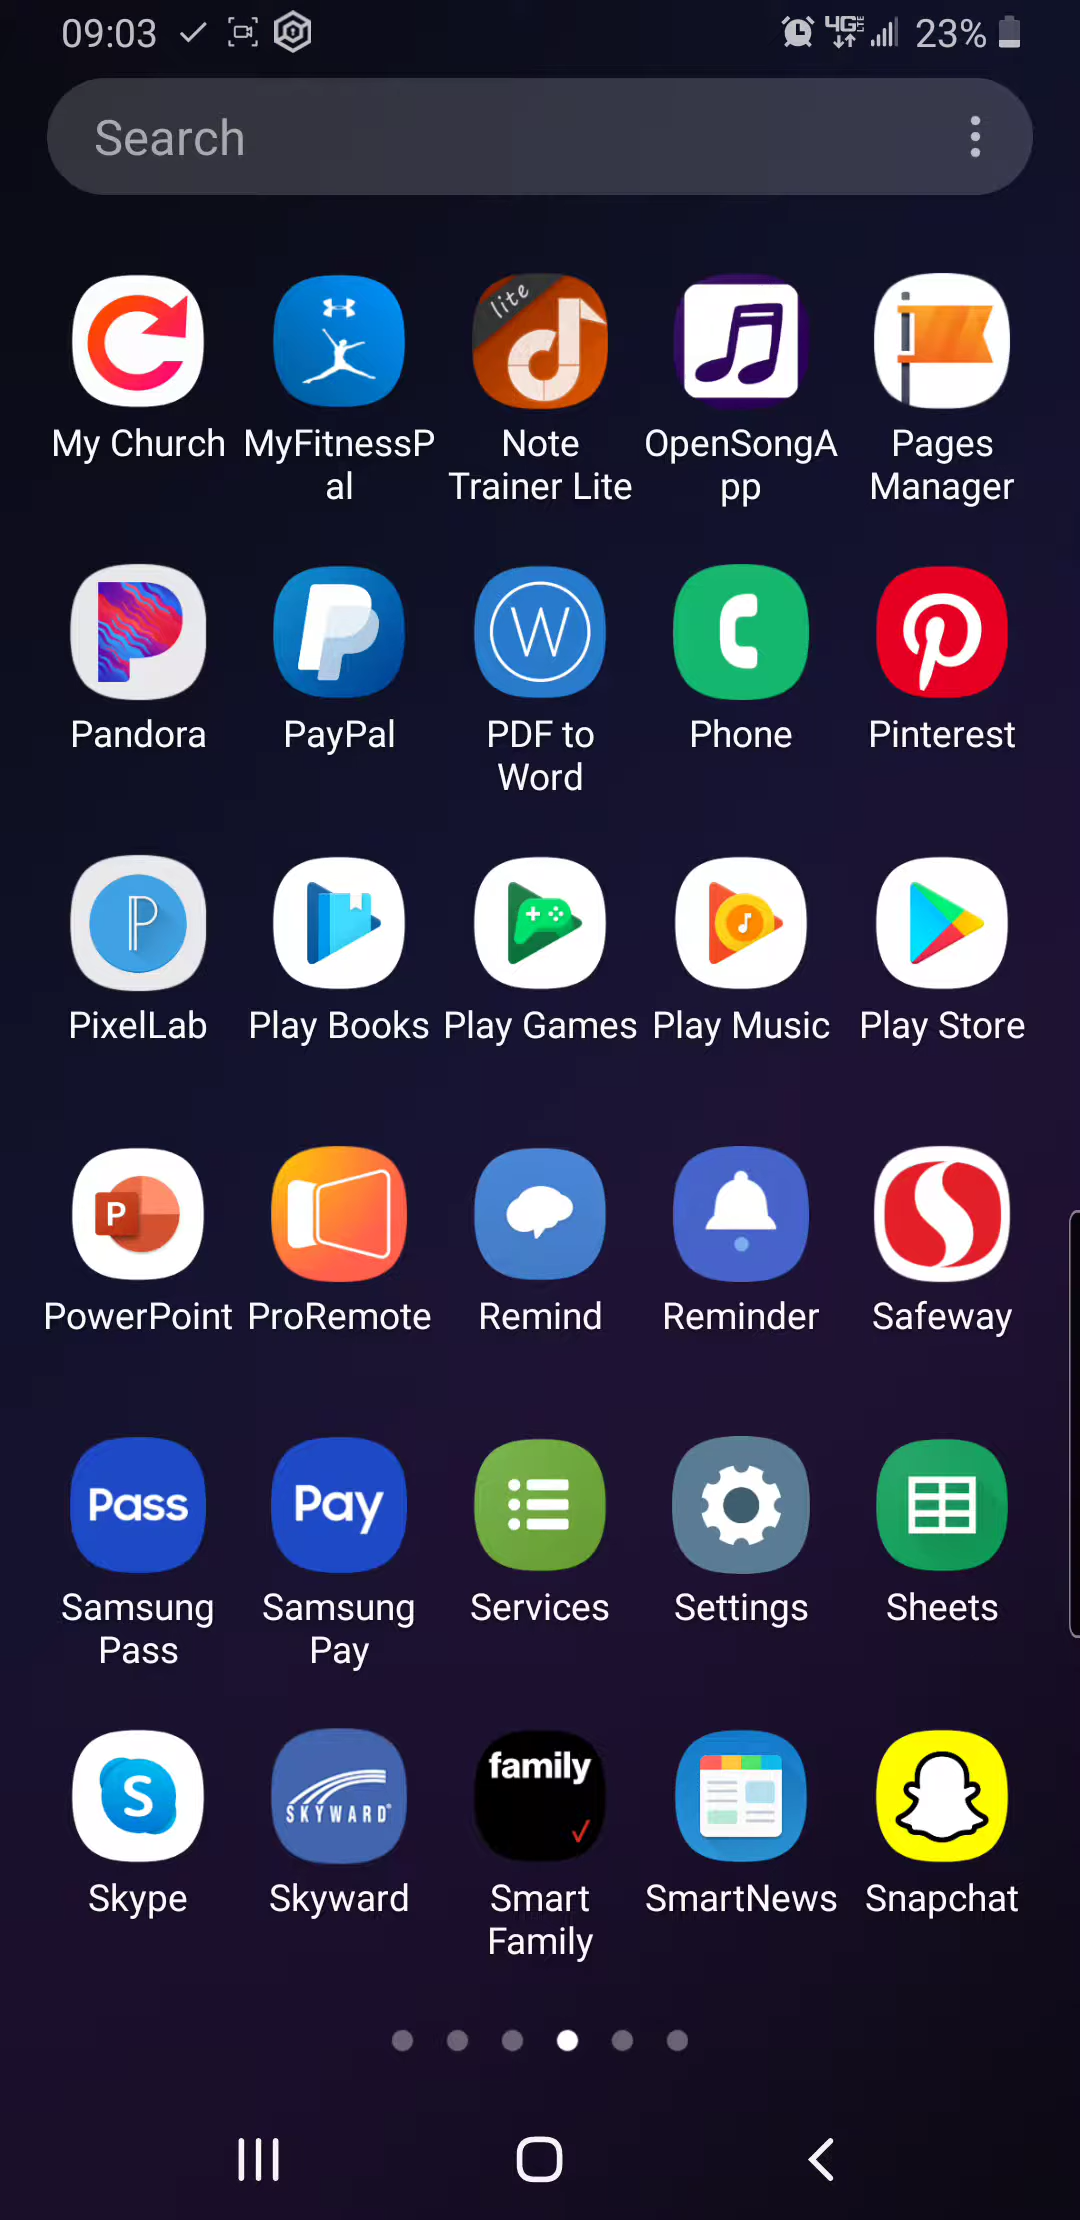 09:03 4G LTE 23%
Search
lite
My Church MyFitnessP Note OpenSongA Pages
al Trainer Lite pp Manager
W
Pandora PayPal PDF to Phone Pinterest
Word
P
PixelLab Play Books Play Games Play Music Play Store
P
PowerPoint ProRemote Remind Reminder Safeway
Pass Pay
Samsung Samsung Services Settings Sheets
Pass Pay
family
S SKYWARD
Skype Skyward Smart SmartNews Snapchat
Family